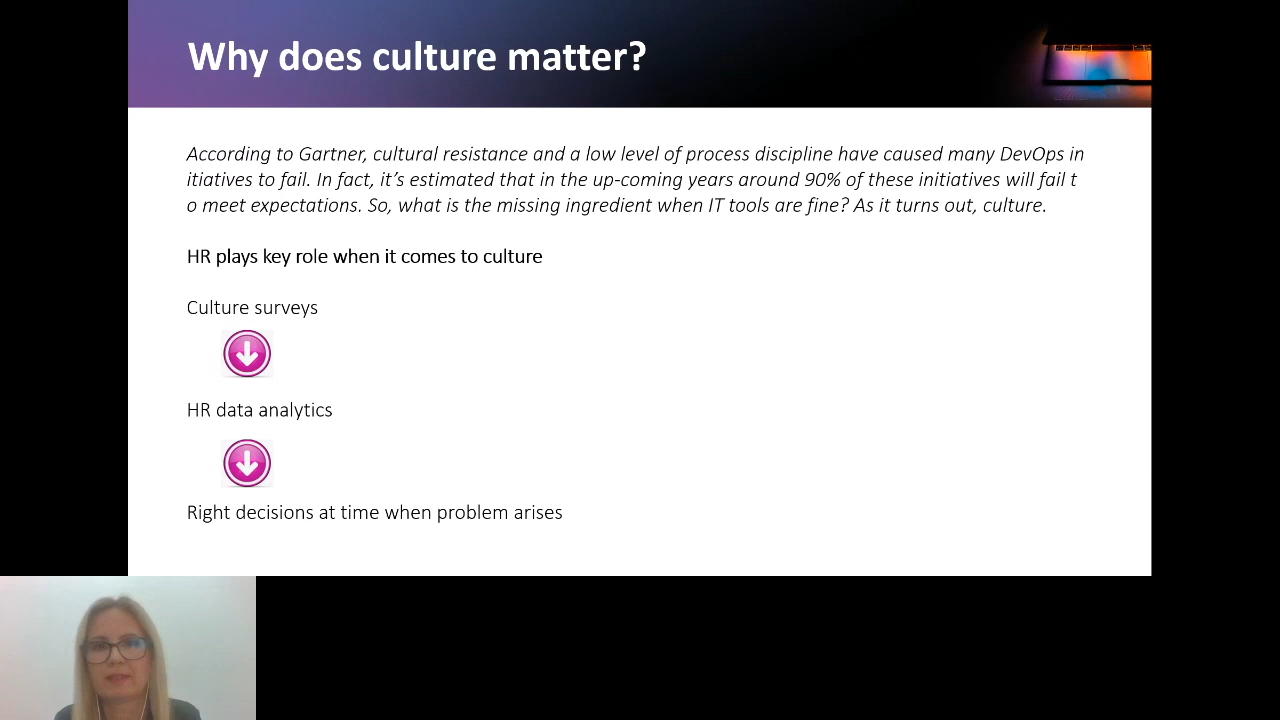 Why does culture matter?
According to Gartner, cultural resistance and a low level of process discipline have caused many DevOps in
itiatives to fail. In fact, it’s estimated that in the up-coming years around 90% of these initiatives will fail t
o meet expectations. So, what is the missing ingredient when IT tools are fine? As it turns out, culture.
HR plays key role when it comes to culture
Culture surveys
HR data analytics
Right decisions at time when problem arises